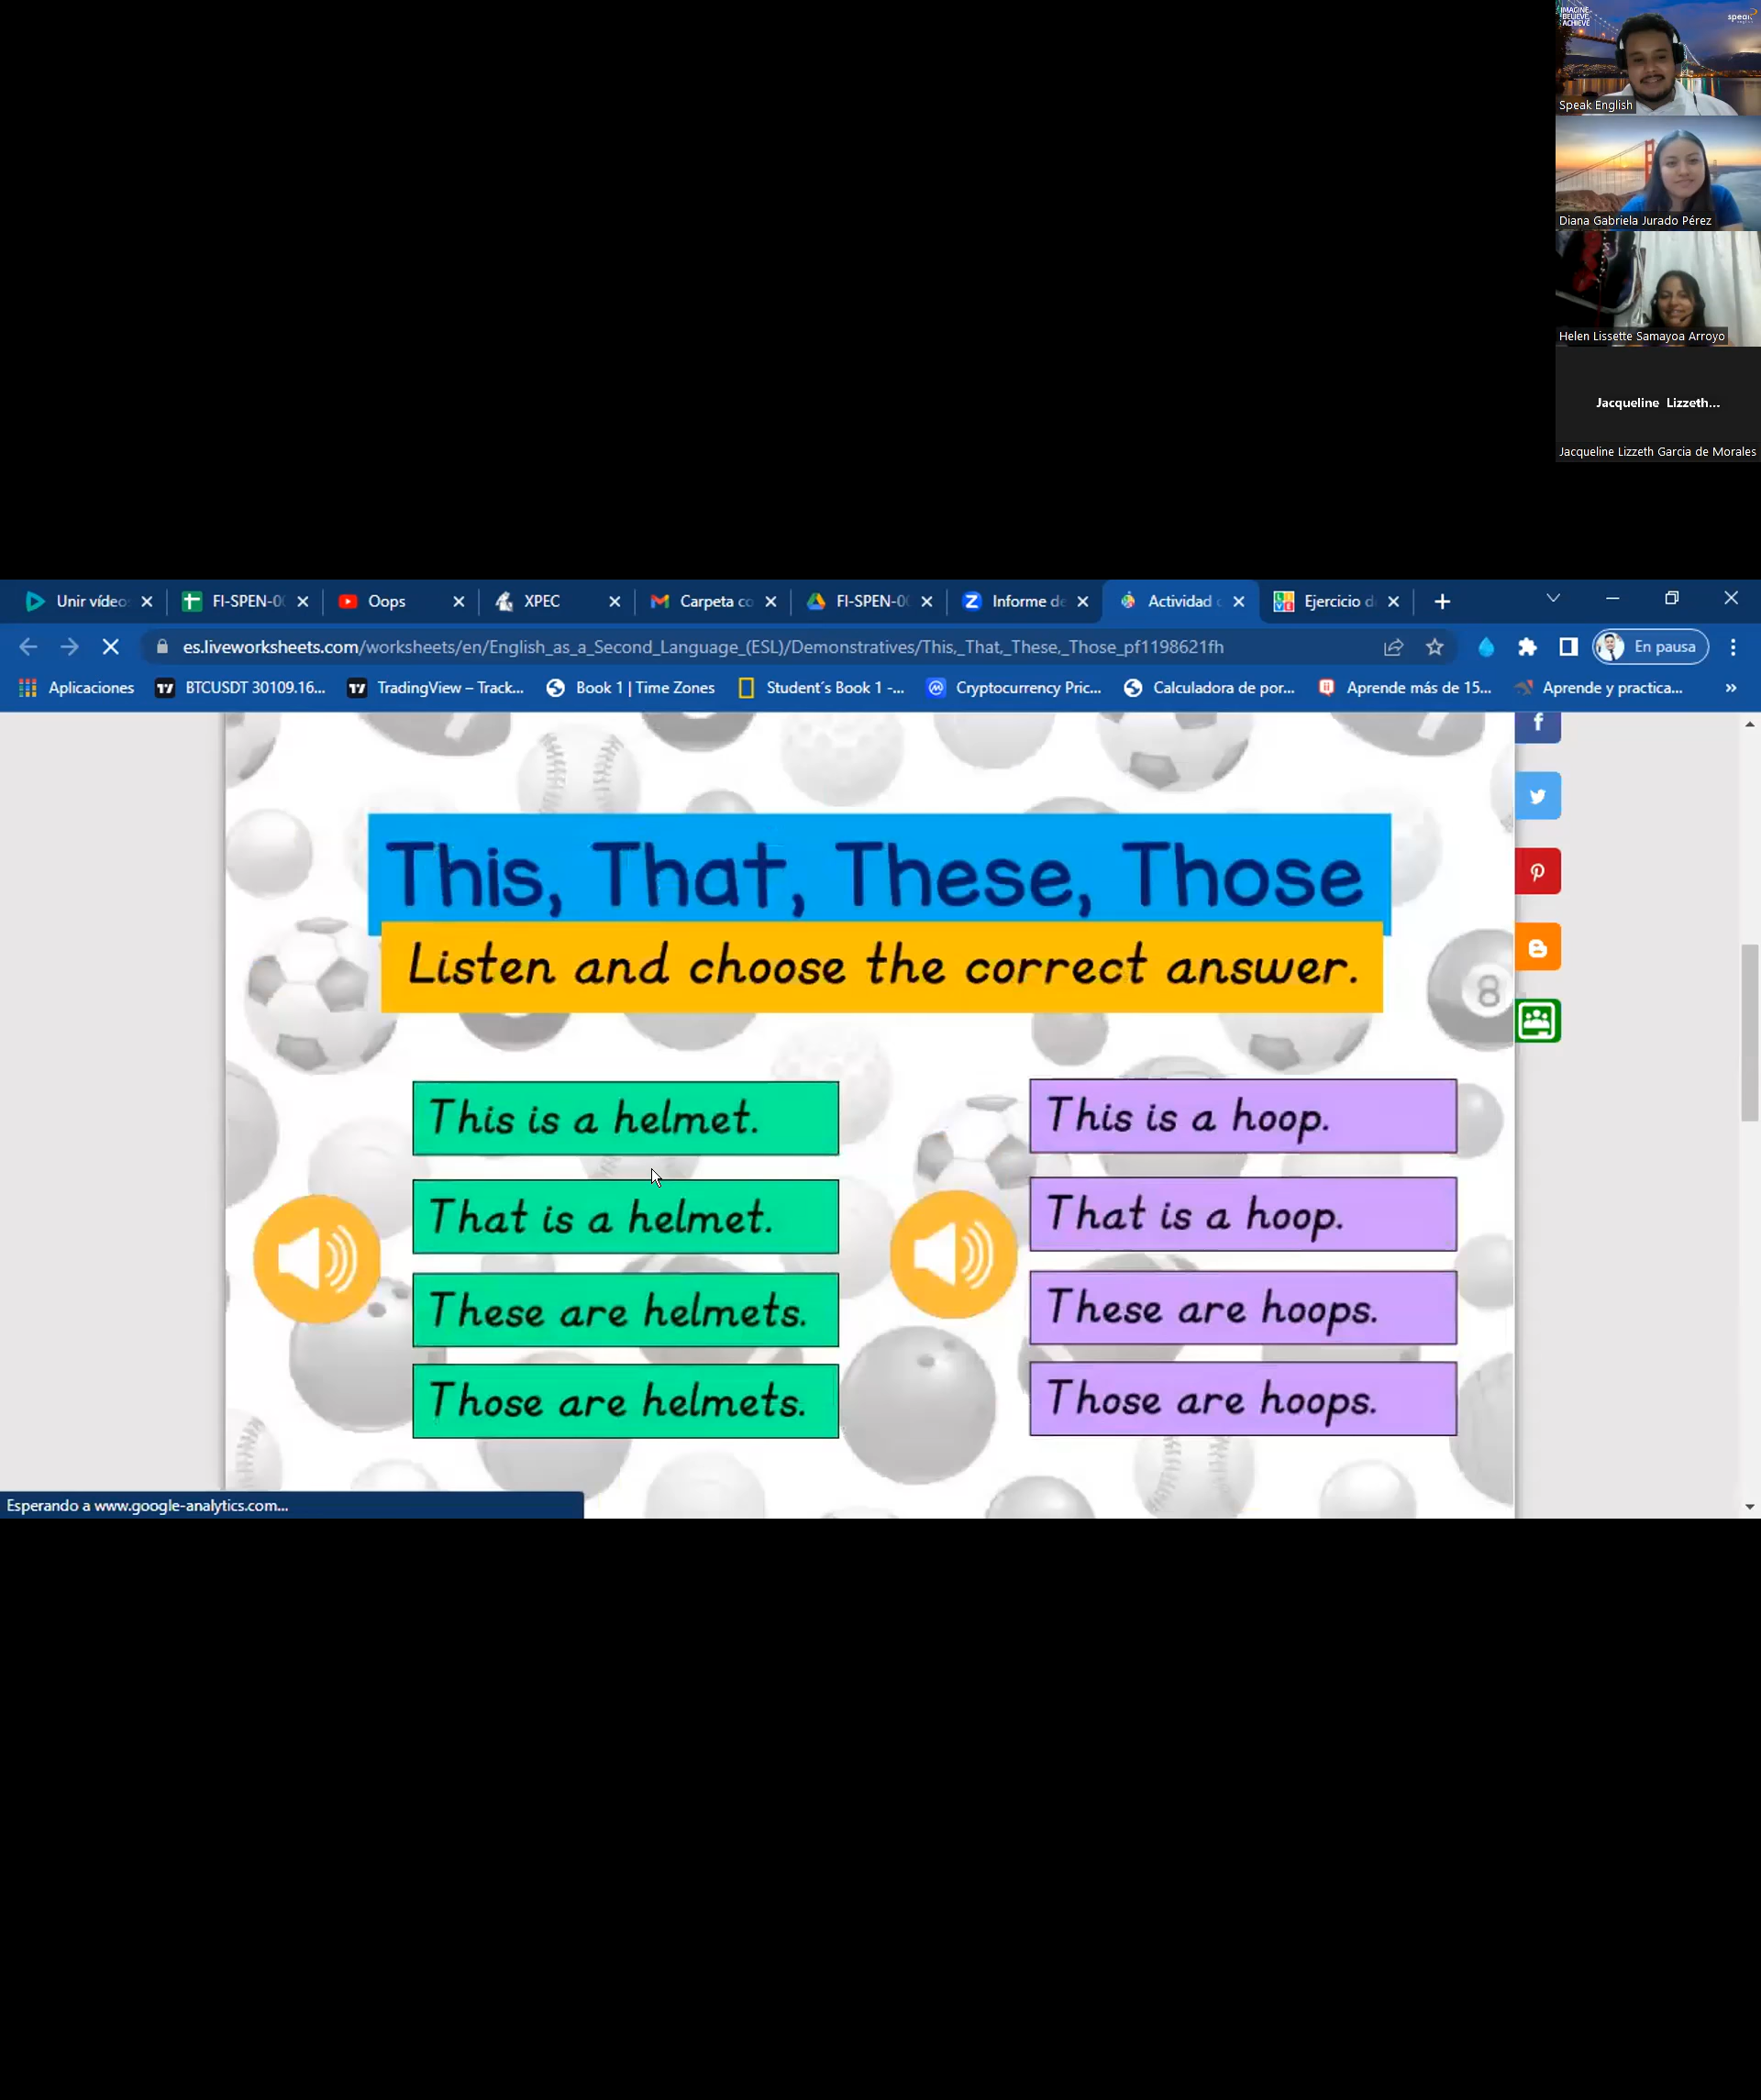 IMAGINE
BELIEVE
ACHIEVE
Speak English
Diana Gabriela Jurado Pérez
Helen Lissette Samayoa Arroyo
Jacqueline Lizzeth...
Jacqueline Lizzeth Garcia de Morales
Unir vídeo
FI-SPEN-0
Oops
XPEC
Carpeta co
FI-SPEN-0
Informe de
Actividad
Ejercicio d
es.liveworksheets.com/worksheets/en/English_as_a_Second_Language_(ESL)/Demonstratives/This,_That,_These,_Those_pf1198621fh
En pausa
Aplicaciones
BTCUSDT 30109.16...
TradingView – Track...
Book 1 | Time Zones
Student´s Book 1 -...
Cryptocurrency Pric...
Calculadora de por...
Aprende más de 15...
Aprende y practica...
This, That, These, Those
Listen and choose the correct answer.
8
This is a helmet.
That is a helmet.
These are helmets.
Those are helmets.
This is a hoop.
That is a hoop.
These are hoops.
Those are hoops.
Esperando a www.google-analytics.com...